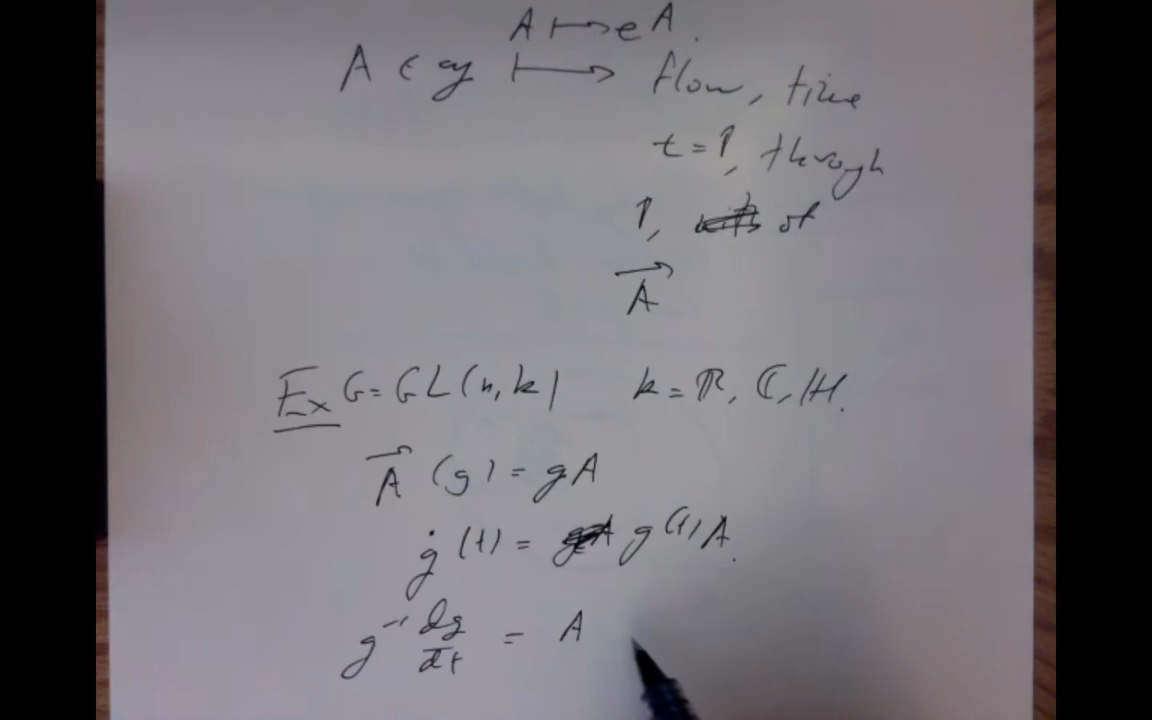 A ↦ e^A.
A ∈ 𝔤 ↦ flow, time
t = 1, through
1, of
→A
Ex G = GL(n, k) k = ℝ, ℂ, ℍ.
→A (g) = gA
ġ(t) = g(t)A.
g⁻¹ dg/dt = A